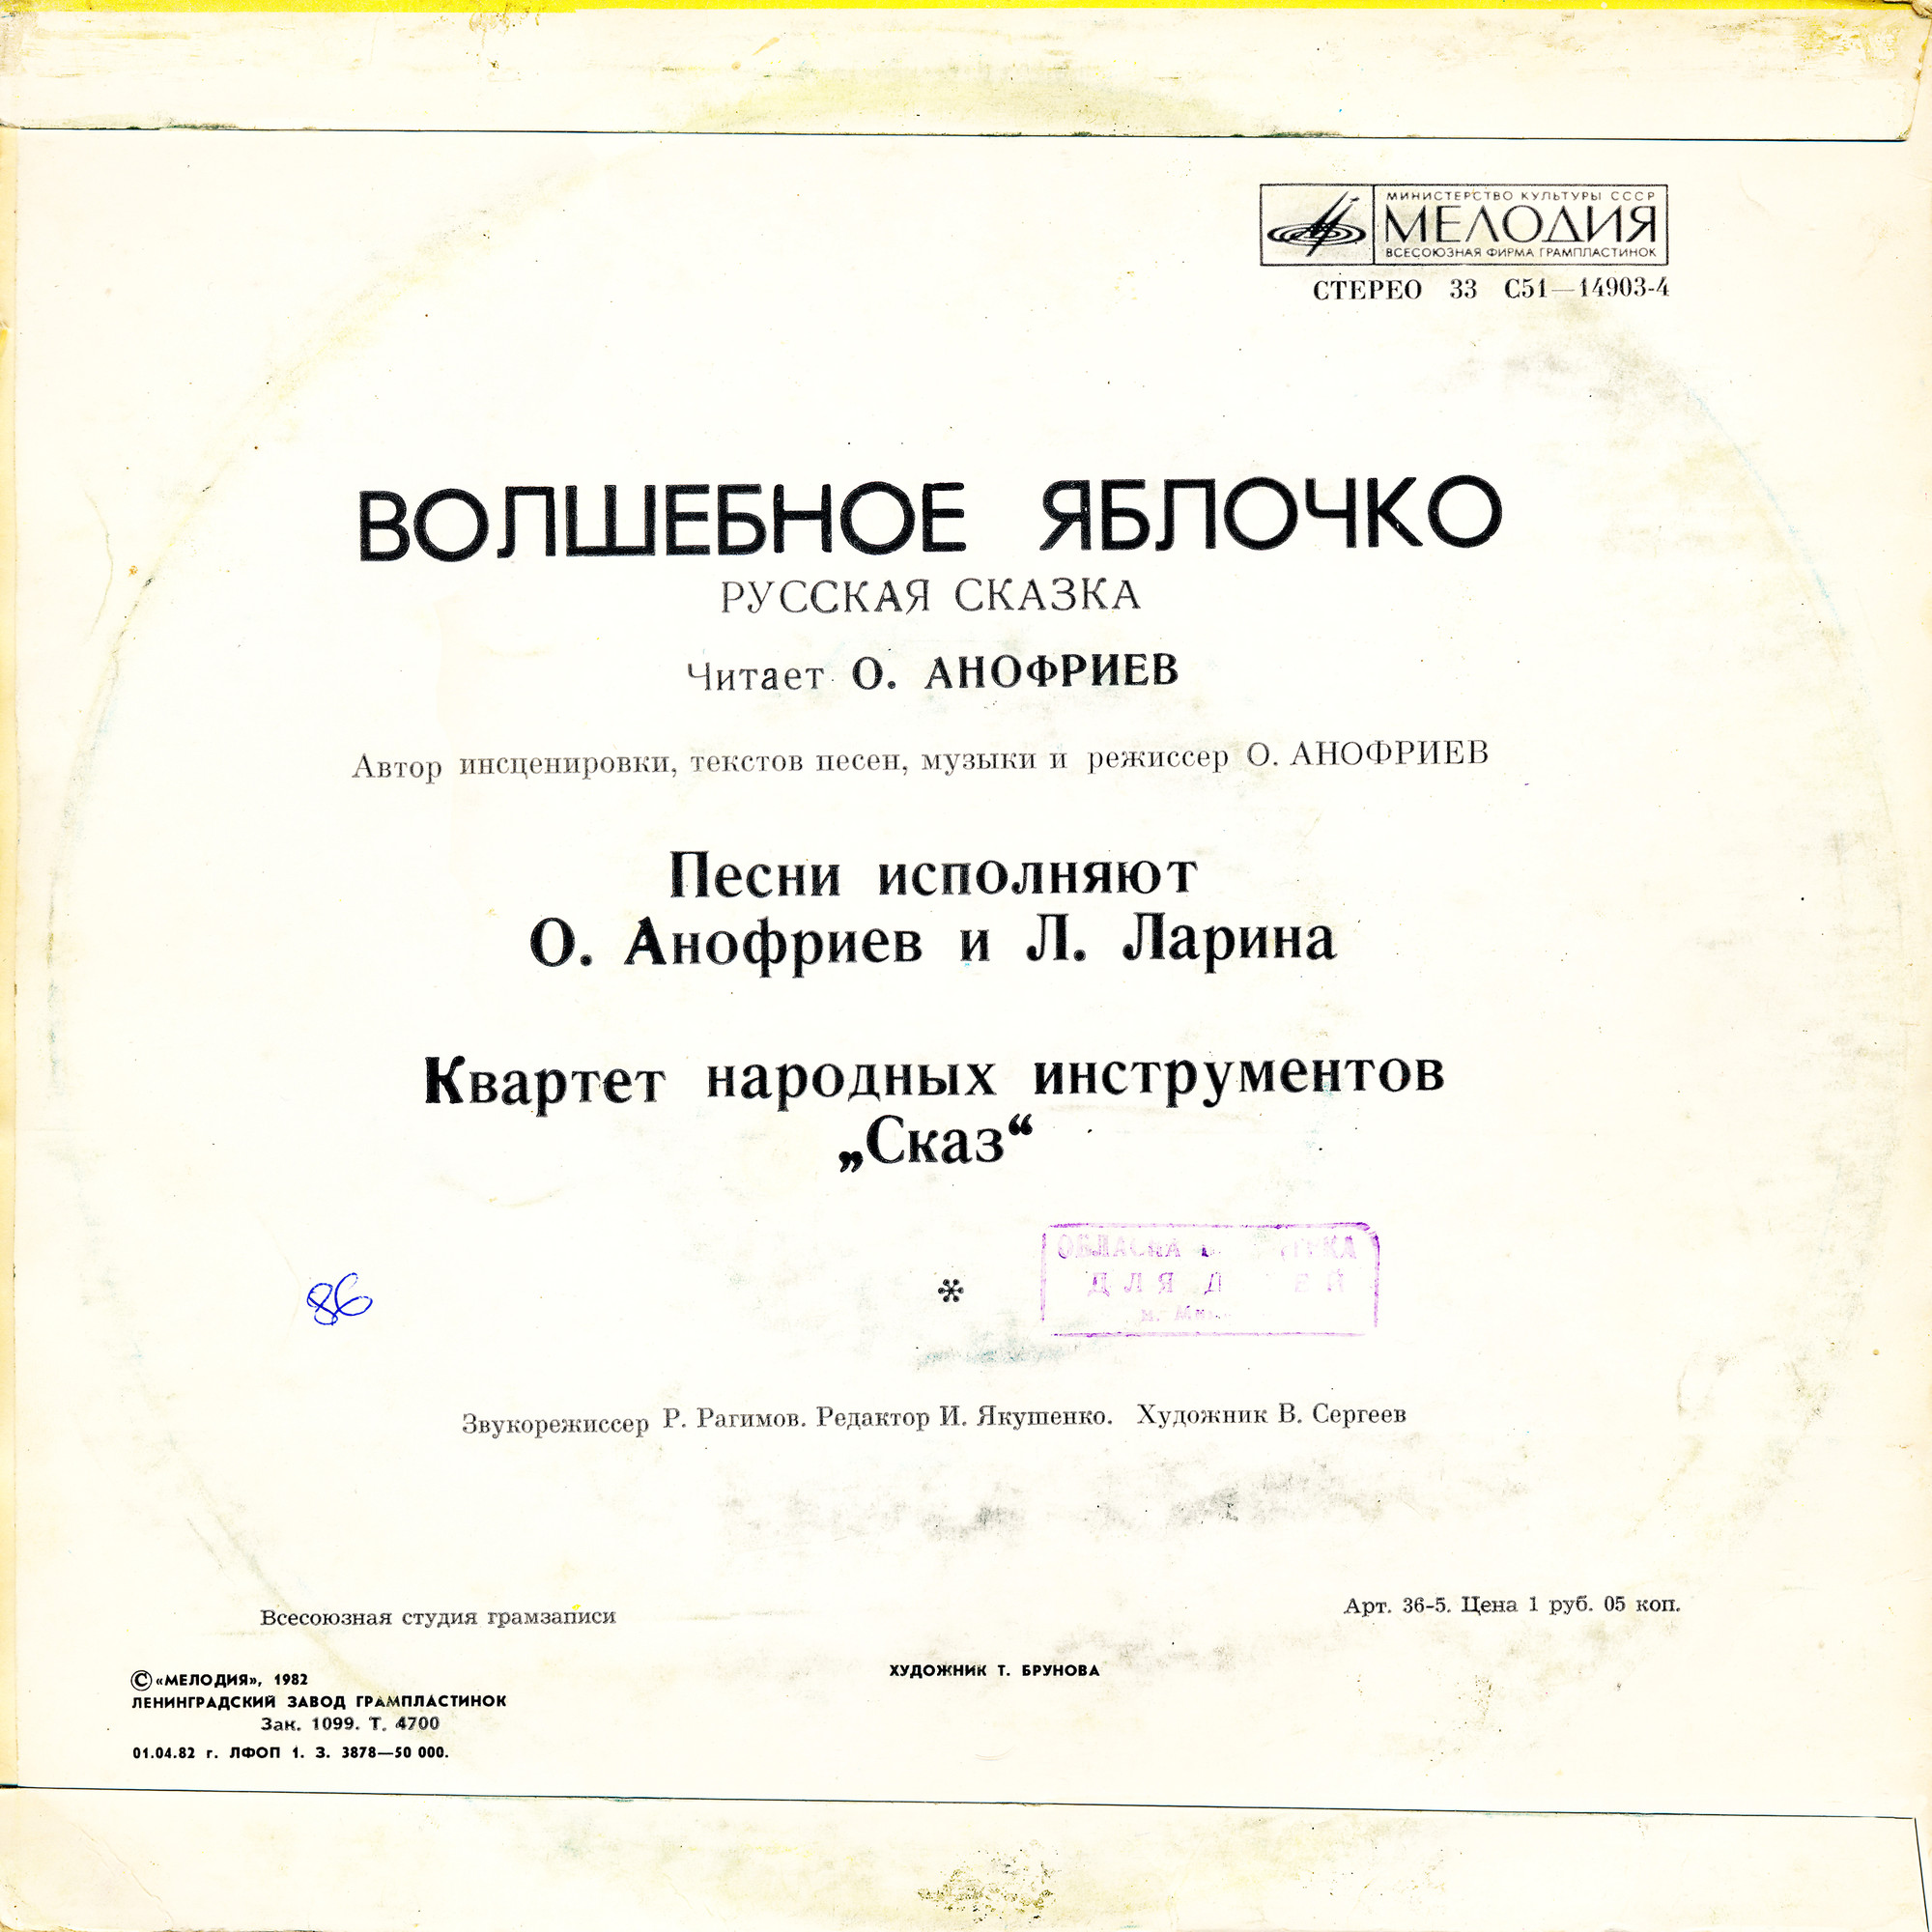 МИНИСТЕРСТВО КУЛЬТУРЫ СССР
МЕЛОДИЯ
ВСЕСОЮЗНАЯ ФИРМА ГРАМПЛАСТИНОК
СТЕРЕО 33 С51—14903-4
ВОЛШЕБНОЕ ЯБЛОЧКО
РУССКАЯ СКАЗКА
Читает О. АНОФРИЕВ
Автор инсценировки, текстов песен, музыки и режиссер О. АНОФРИЕВ
Песни исполняют
О. Анофриев и Л. Ларина
Квартет народных инструментов
„Сказ“
86
*
Звукорежиссер Р. Рагимов. Редактор И. Якушенко. Художник В. Сергеев
Всесоюзная студия грамзаписи
Арт. 36-5. Цена 1 руб. 05 коп.
©«МЕЛОДИЯ», 1982
ХУДОЖНИК Т. БРУНОВА
ЛЕНИНГРАДСКИЙ ЗАВОД ГРАМПЛАСТИНОК
Зак. 1099. Т. 4700
01.04.82 г. ЛФОП 1. З. 3878—50 000.